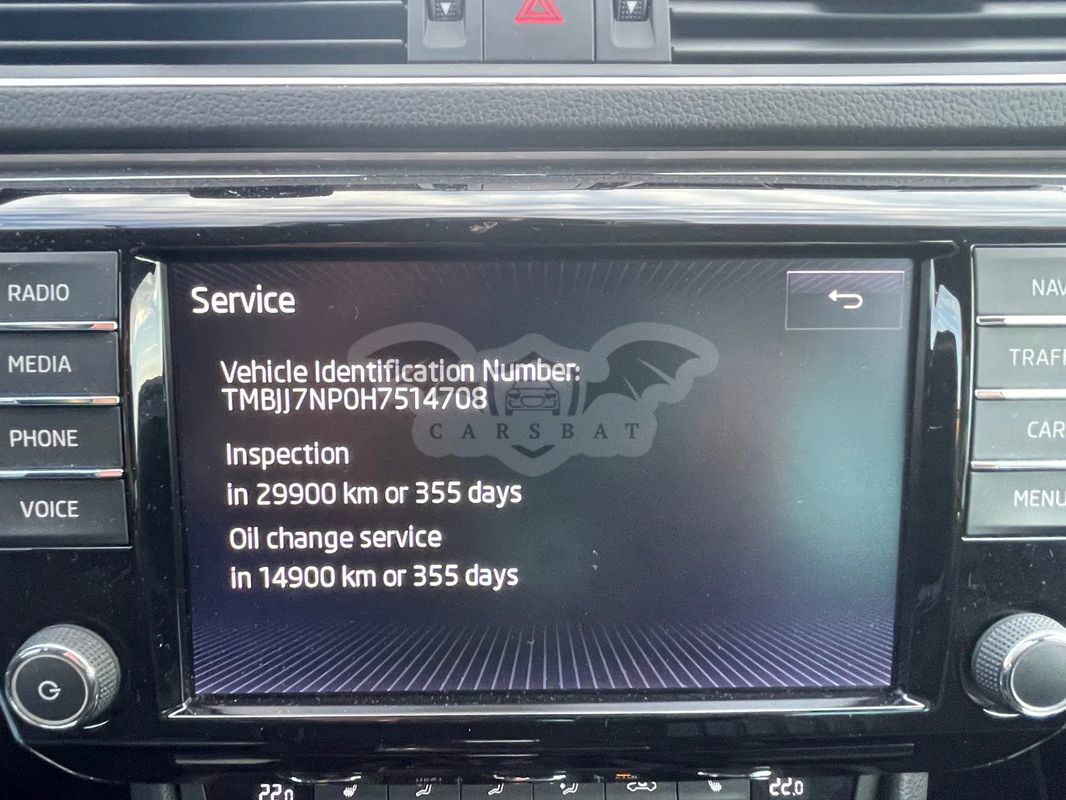 RADIO
MEDIA
PHONE
VOICE
Service
Vehicle Identification Number:
TMBJJ7NP0H7514708
Inspection
in 29900 km or 355 days
Oil change service
in 14900 km or 355 days
CARSBAT
NAV
TRAFF
CAR
MENU
22.0
22.0